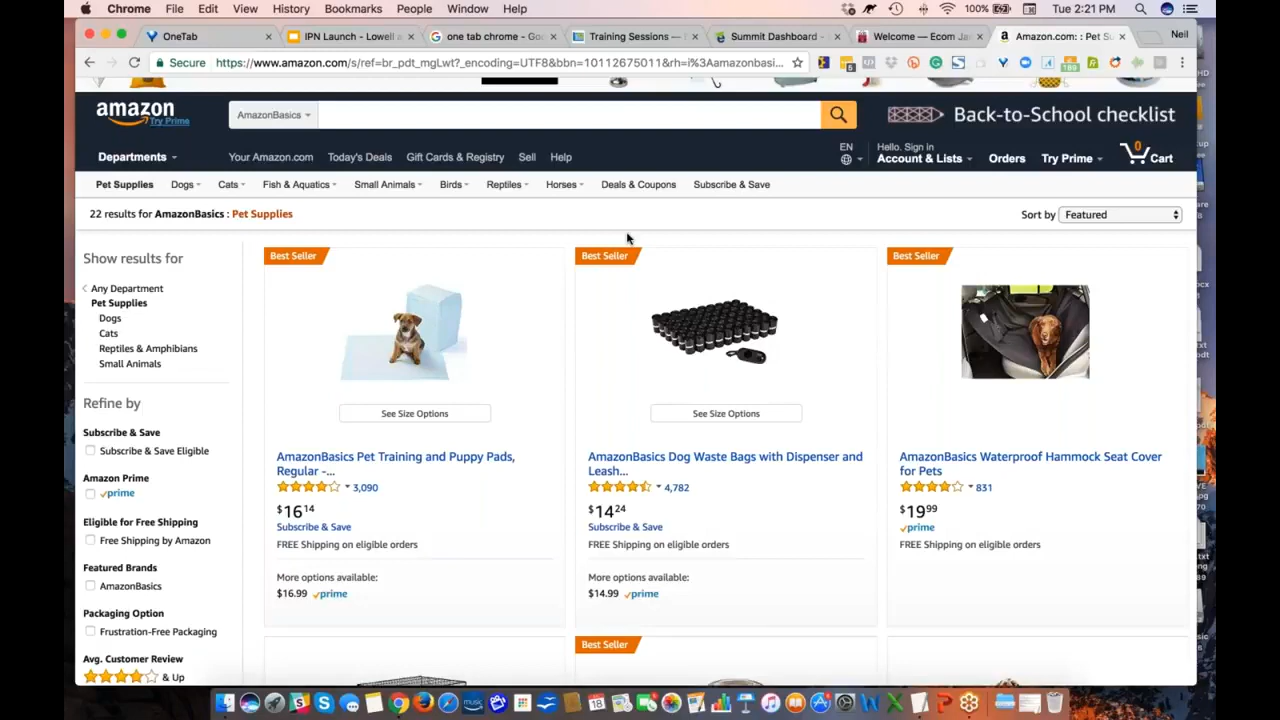 Chrome File Edit View History Bookmarks People Window Help 100% Tue 2:21 PM
OneTab IPN Launch - Lowell a one tab chrome - Go Training Sessions — Summit Dashboard - Welcome — Ecom Ja Amazon.com: : Pet Su Neil
Secure https://www.amazon.com/s/ref=br_pdt_mgLwt?_encoding=UTF8&bbn=10112675011&rh=i%3Aamazonbasi...
amazon
Try Prime
AmazonBasics
Back-to-School checklist
Departments
Your Amazon.com Today's Deals Gift Cards & Registry Sell Help
EN
Hello. Sign in
Account & Lists
Orders
Try Prime
0
Cart
Pet Supplies Dogs Cats Fish & Aquatics Small Animals Birds Reptiles Horses Deals & Coupons Subscribe & Save
22 results for AmazonBasics : Pet Supplies
Sort by Featured
Show results for
Any Department
Pet Supplies
Dogs
Cats
Reptiles & Amphibians
Small Animals
Refine by
Subscribe & Save
Subscribe & Save Eligible
Amazon Prime
prime
Eligible for Free Shipping
Free Shipping by Amazon
Featured Brands
AmazonBasics
Packaging Option
Frustration-Free Packaging
Avg. Customer Review
& Up
Best Seller
See Size Options
AmazonBasics Pet Training and Puppy Pads,
Regular -...
3,090
$16 14
Subscribe & Save
FREE Shipping on eligible orders
More options available:
$16.99 prime
Best Seller
See Size Options
AmazonBasics Dog Waste Bags with Dispenser and
Leash...
4,782
$14 24
Subscribe & Save
FREE Shipping on eligible orders
More options available:
$14.99 prime
Best Seller
AmazonBasics Waterproof Hammock Seat Cover
for Pets
831
$19 99
prime
FREE Shipping on eligible orders
Best Seller